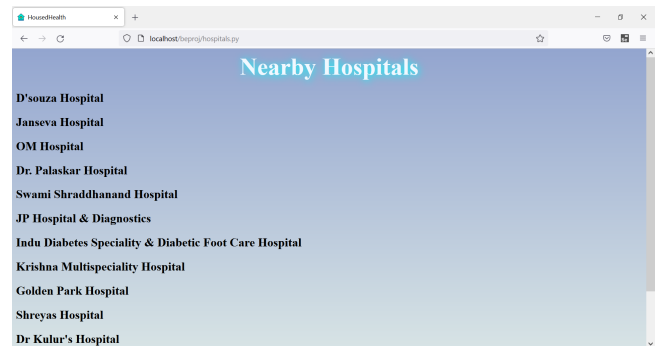 HousedHealth
localhost/beproj/hospitals.py
Nearby Hospitals
D'souza Hospital
Janseva Hospital
OM Hospital
Dr. Palaskar Hospital
Swami Shraddhanand Hospital
JP Hospital & Diagnostics
Indu Diabetes Speciality & Diabetic Foot Care Hospital
Krishna Multispeciality Hospital
Golden Park Hospital
Shreyas Hospital
Dr Kulur's Hospital